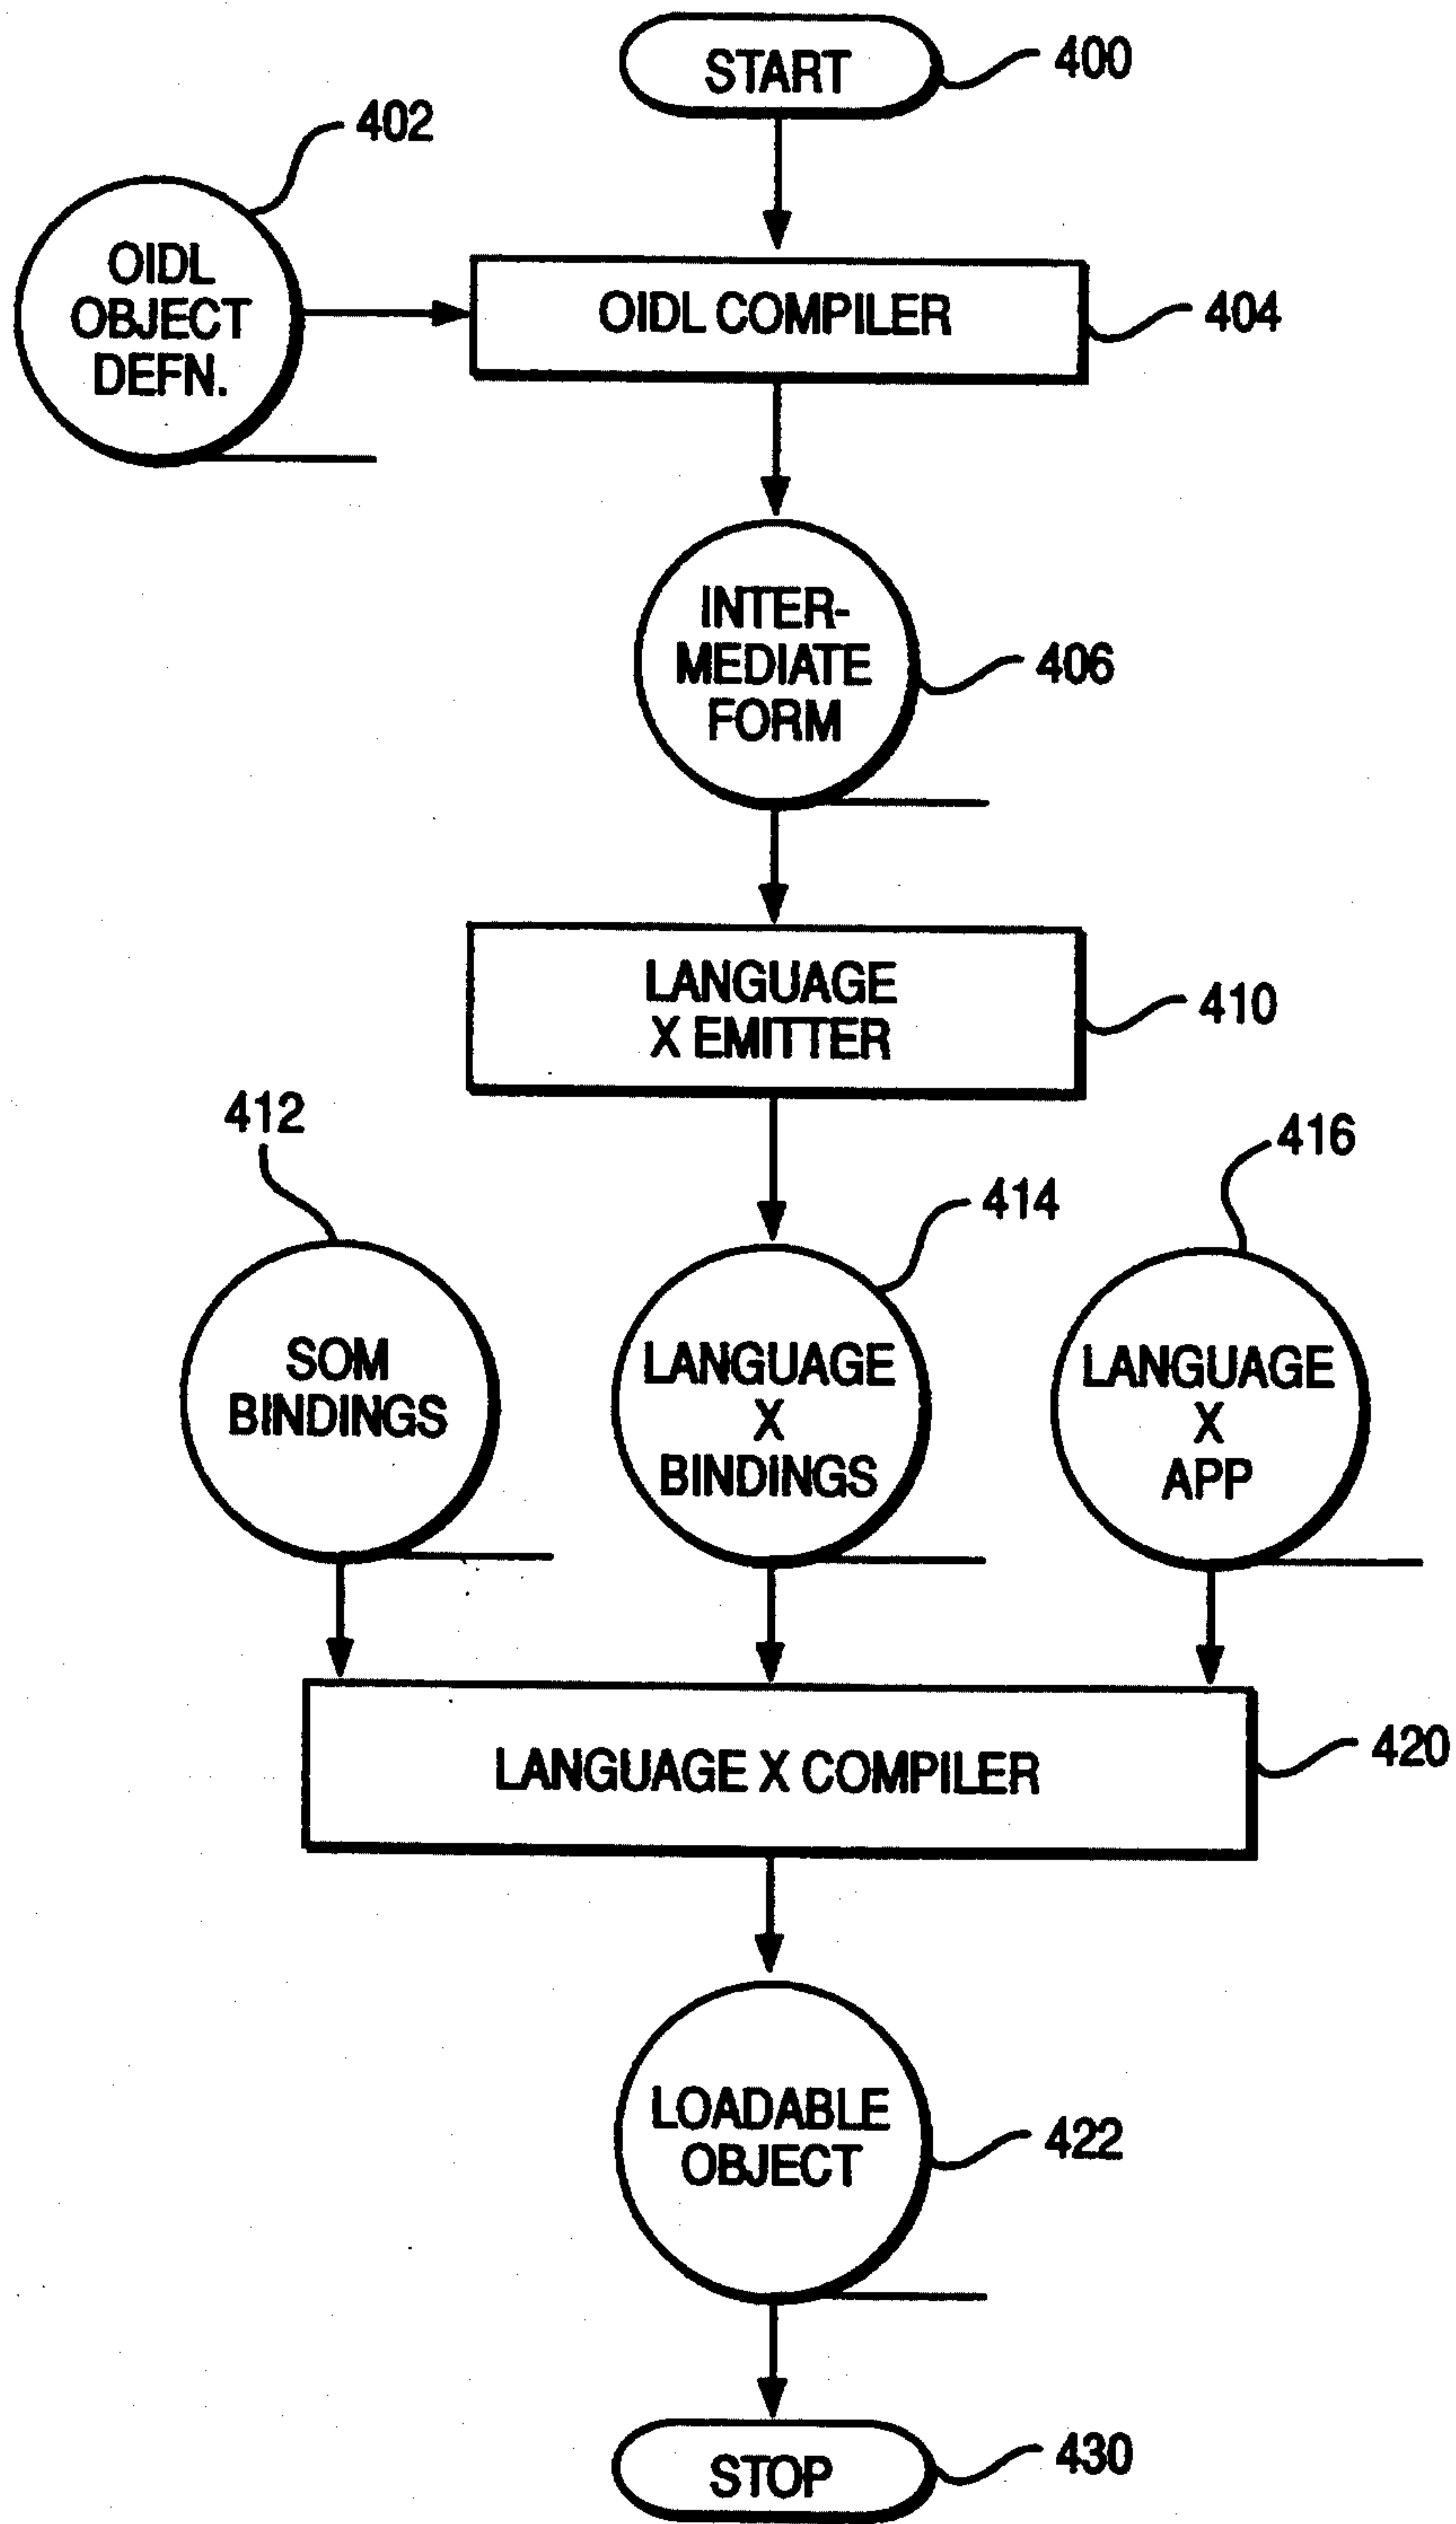 START
400
402
OIDL
OBJECT
DEFN.
OIDL COMPILER
404
INTER-
MEDIATE
FORM
406
LANGUAGE
X EMITTER
410
412
414
416
SOM
BINDINGS
LANGUAGE
X
BINDINGS
LANGUAGE
X
APP
LANGUAGE X COMPILER
420
LOADABLE
OBJECT
422
STOP
430